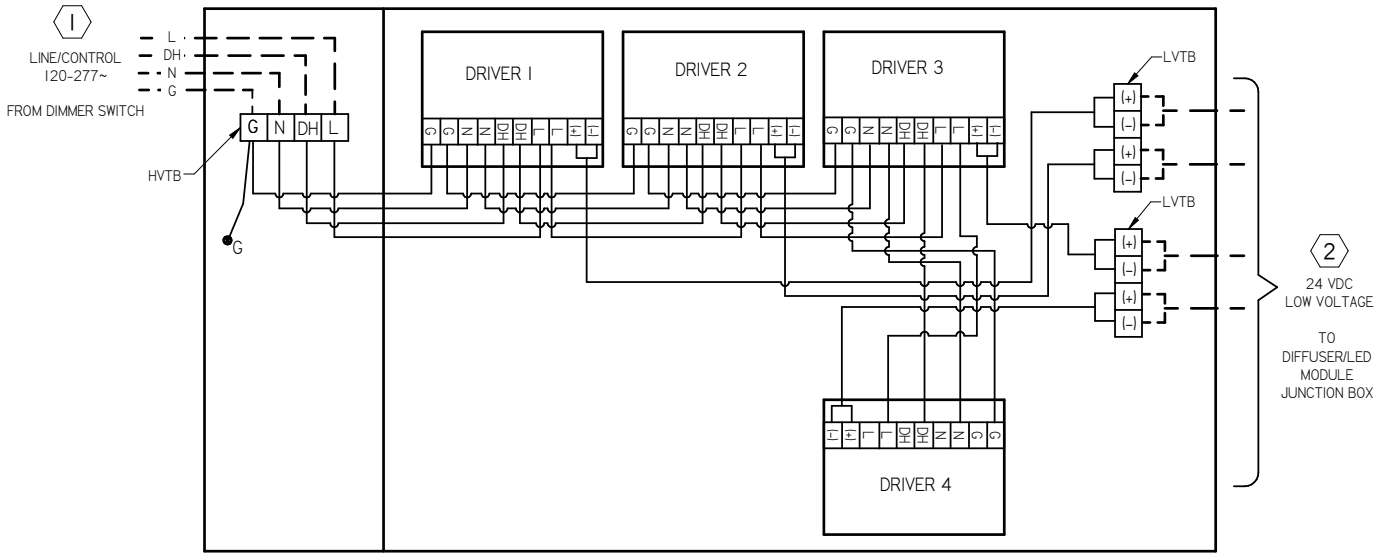 1
LINE/CONTROL
120-277~
FROM DIMMER SWITCH
L
DH
N
G
G N DH L
HVTB
G
DRIVER 1
G G N N DH DH L L (+) (-)
DRIVER 2
G G N N DH DH L L (+) (-)
DRIVER 3
G G N N DH DH L L (+) (-)
LVTB
(+)
(-)
(+)
(-)
LVTB
(+)
(-)
(+)
(-)
2
24 VDC
LOW VOLTAGE
TO
DIFFUSER/LED
MODULE
JUNCTION BOX
(-) (+) L L DH DH N N G G
DRIVER 4